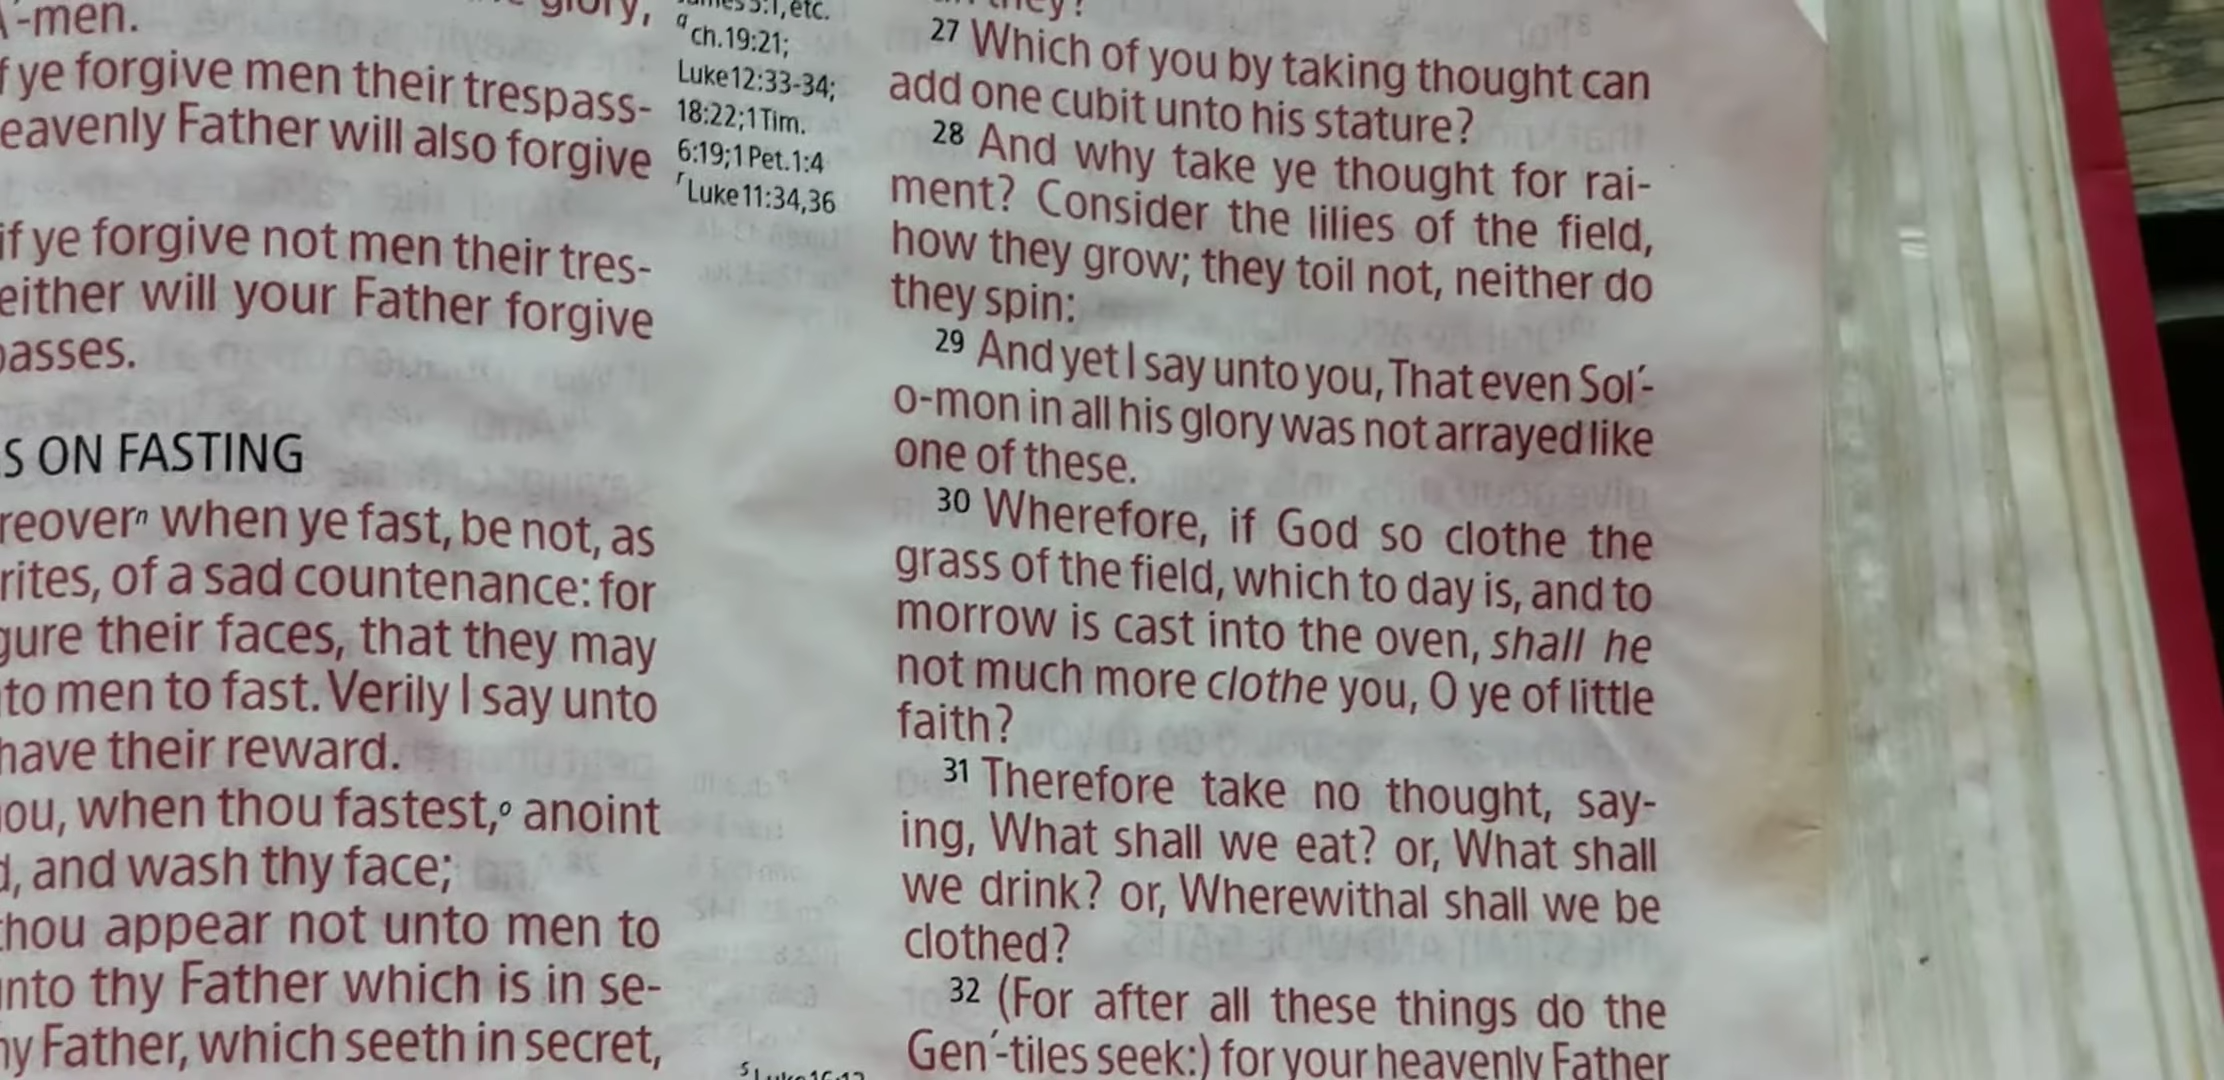 -men.
ye forgive men their trespass-
eavenly Father will also forgive
if ye forgive not men their tres-
either will your Father forgive
passes.
S ON FASTING
reoverⁿ when ye fast, be not, as
rites, of a sad countenance: for
gure their faces, that they may
to men to fast. Verily I say unto
have their reward.
ou, when thou fastest,º anoint
, and wash thy face;
thou appear not unto men to
nto thy Father which is in se-
hy Father, which seeth in secret,
5:1, etc.
q ch. 19:21;
Luke 12:33-34;
18:22; 1 Tim.
6:19; 1 Pet. 1:4
r Luke 11:34,36
27 Which of you by taking thought can
add one cubit unto his stature?
28 And why take ye thought for rai-
ment? Consider the lilies of the field,
how they grow; they toil not, neither do
they spin:
29 And yet I say unto you, That even Sol´-
o-mon in all his glory was not arrayed like
one of these.
30 Wherefore, if God so clothe the
grass of the field, which to day is, and to
morrow is cast into the oven, shall he
not much more clothe you, O ye of little
faith?
31 Therefore take no thought, say-
ing, What shall we eat? or, What shall
we drink? or, Wherewithal shall we be
clothed?
32 (For after all these things do the
Gen´-tiles seek:) for your heavenly Father